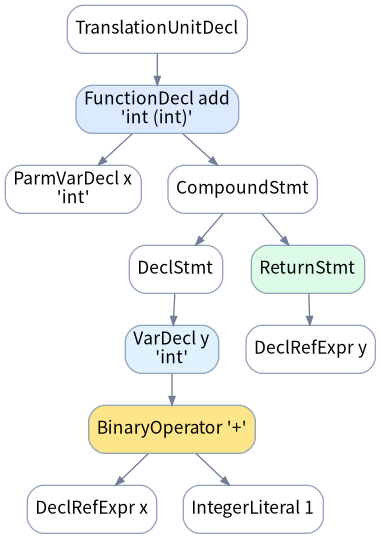 TranslationUnitDecl
FunctionDecl add
'int (int)'
ParmVarDecl x
'int'
CompoundStmt
DeclStmt
ReturnStmt
VarDecl y
'int'
DeclRefExpr y
BinaryOperator '+'
DeclRefExpr x
IntegerLiteral 1